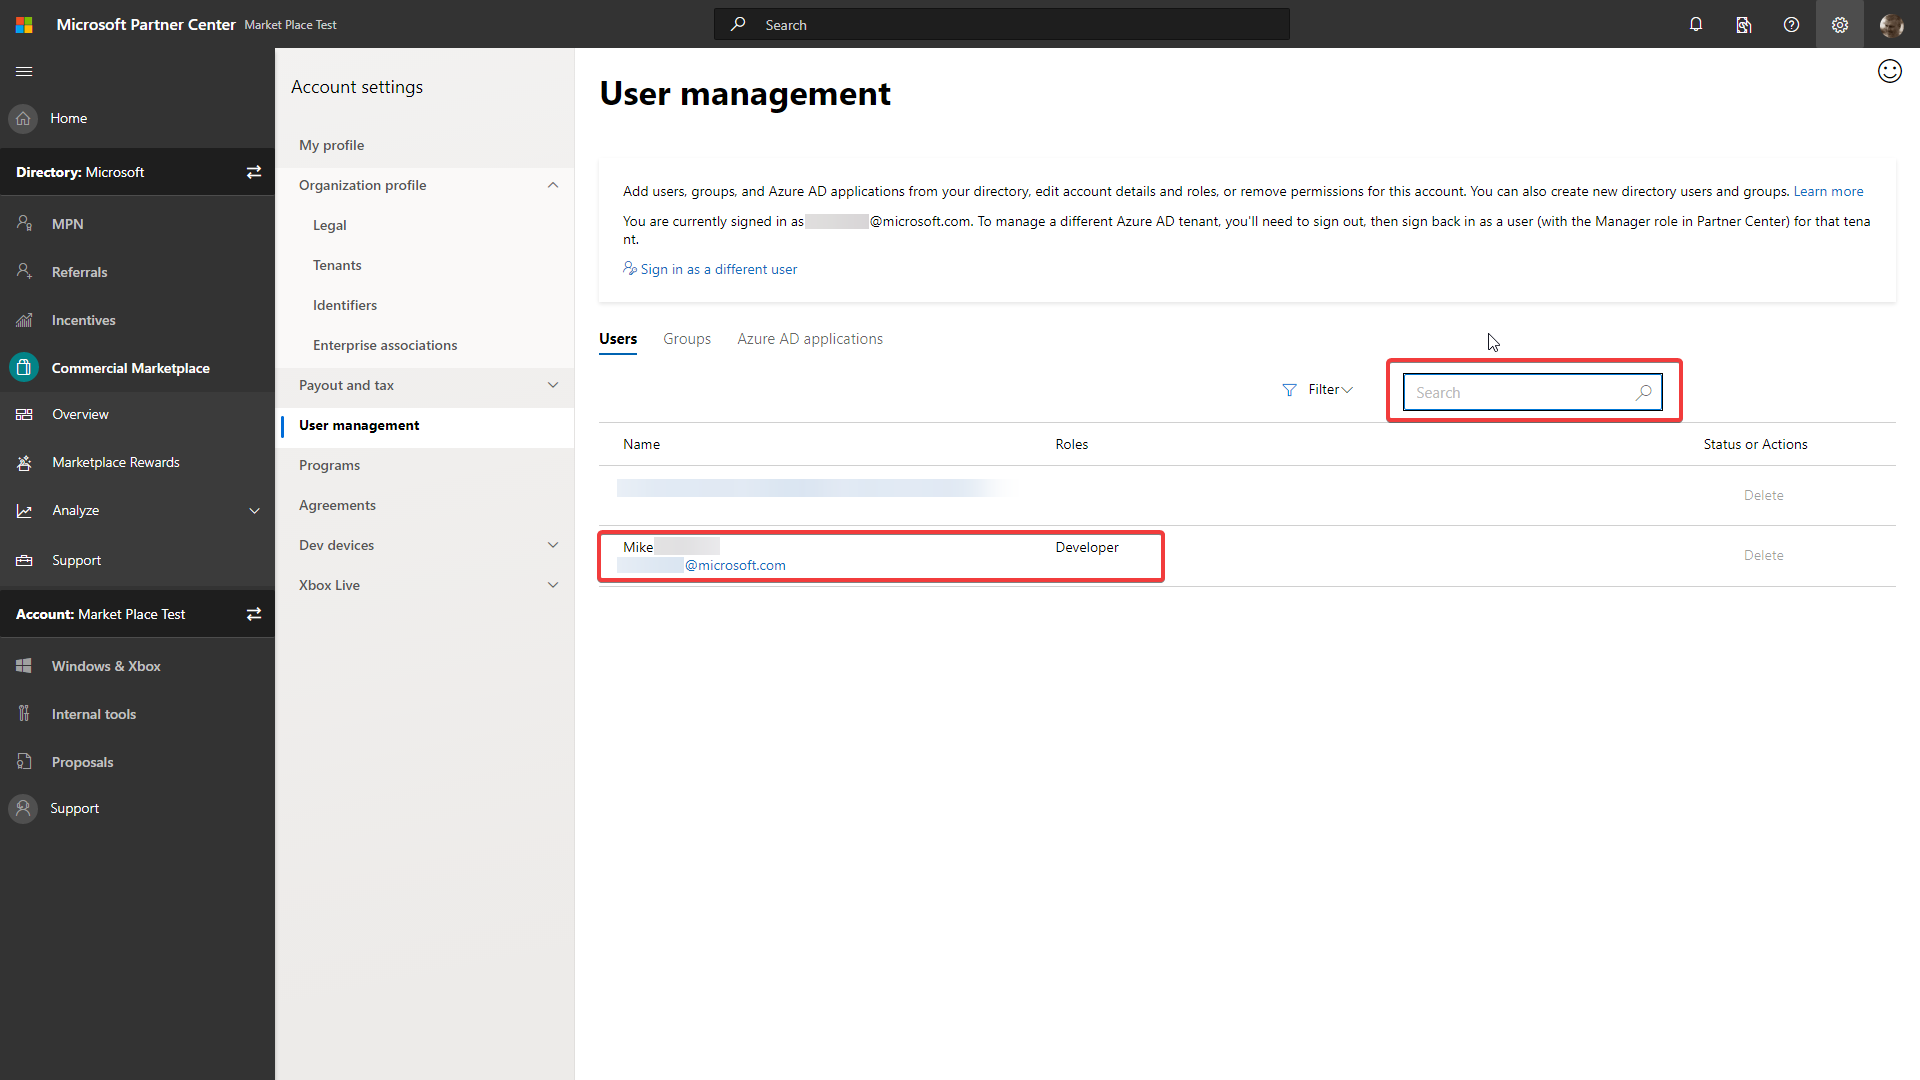 Microsoft Partner Center Market Place Test
Search
Home
Directory: Microsoft
MPN
Referrals
Incentives
Commercial Marketplace
Overview
Marketplace Rewards
Analyze
Support
Account: Market Place Test
Windows & Xbox
Internal tools
Proposals
Support
Account settings
My profile
Organization profile
Legal
Tenants
Identifiers
Enterprise associations
Payout and tax
User management
Programs
Agreements
Dev devices
Xbox Live
User management
Add users, groups, and Azure AD applications from your directory, edit account details and roles, or remove permissions for this account. You can also create new directory users and groups. Learn more
You are currently signed in as @microsoft.com. To manage a different Azure AD tenant, you'll need to sign out, then sign back in as a user (with the Manager role in Partner Center) for that tena
nt.
Sign in as a different user
Users Groups Azure AD applications
Filter Search
Name Roles Status or Actions
Delete
Mike Developer
@microsoft.com Delete